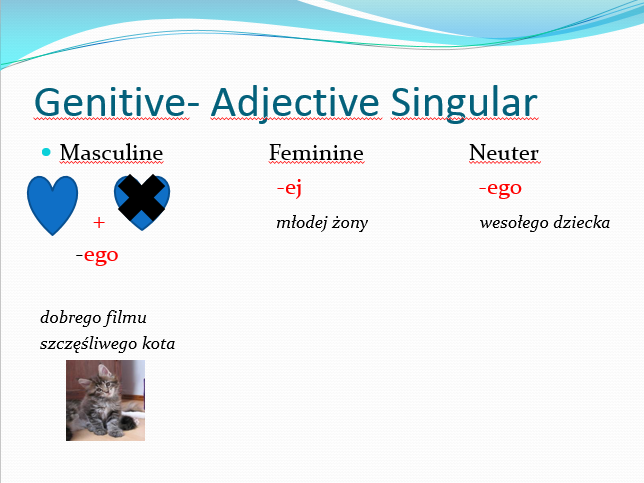 Genitive- Adjective Singular
Masculine Feminine Neuter
-ej -ego
+
młodej żony wesołego dziecka
-ego
dobrego filmu
szczęśliwego kota